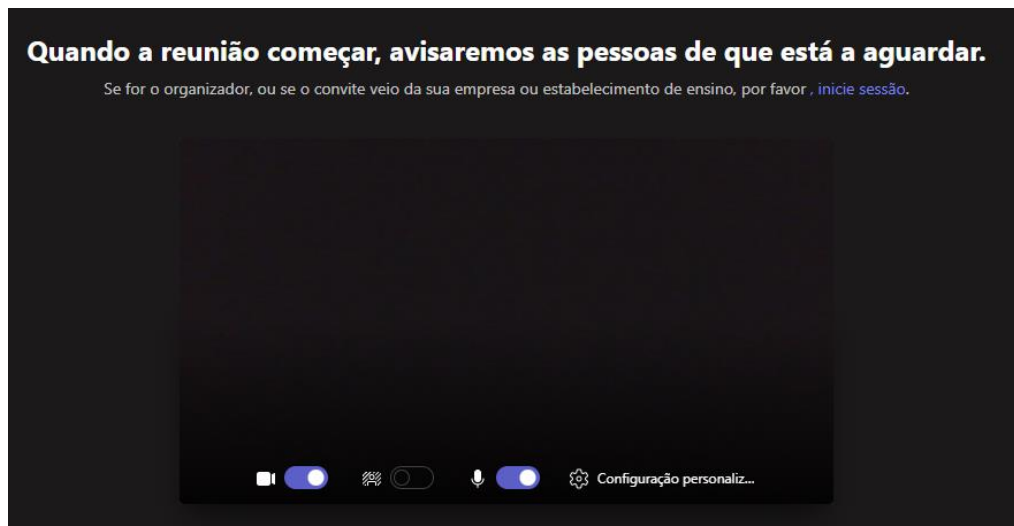 Quando a reunião começar, avisaremos as pessoas de que está a aguardar.
Se for o organizador, ou se o convite veio da sua empresa ou estabelecimento de ensino, por favor , inicie sessão.
Configuração personaliz...